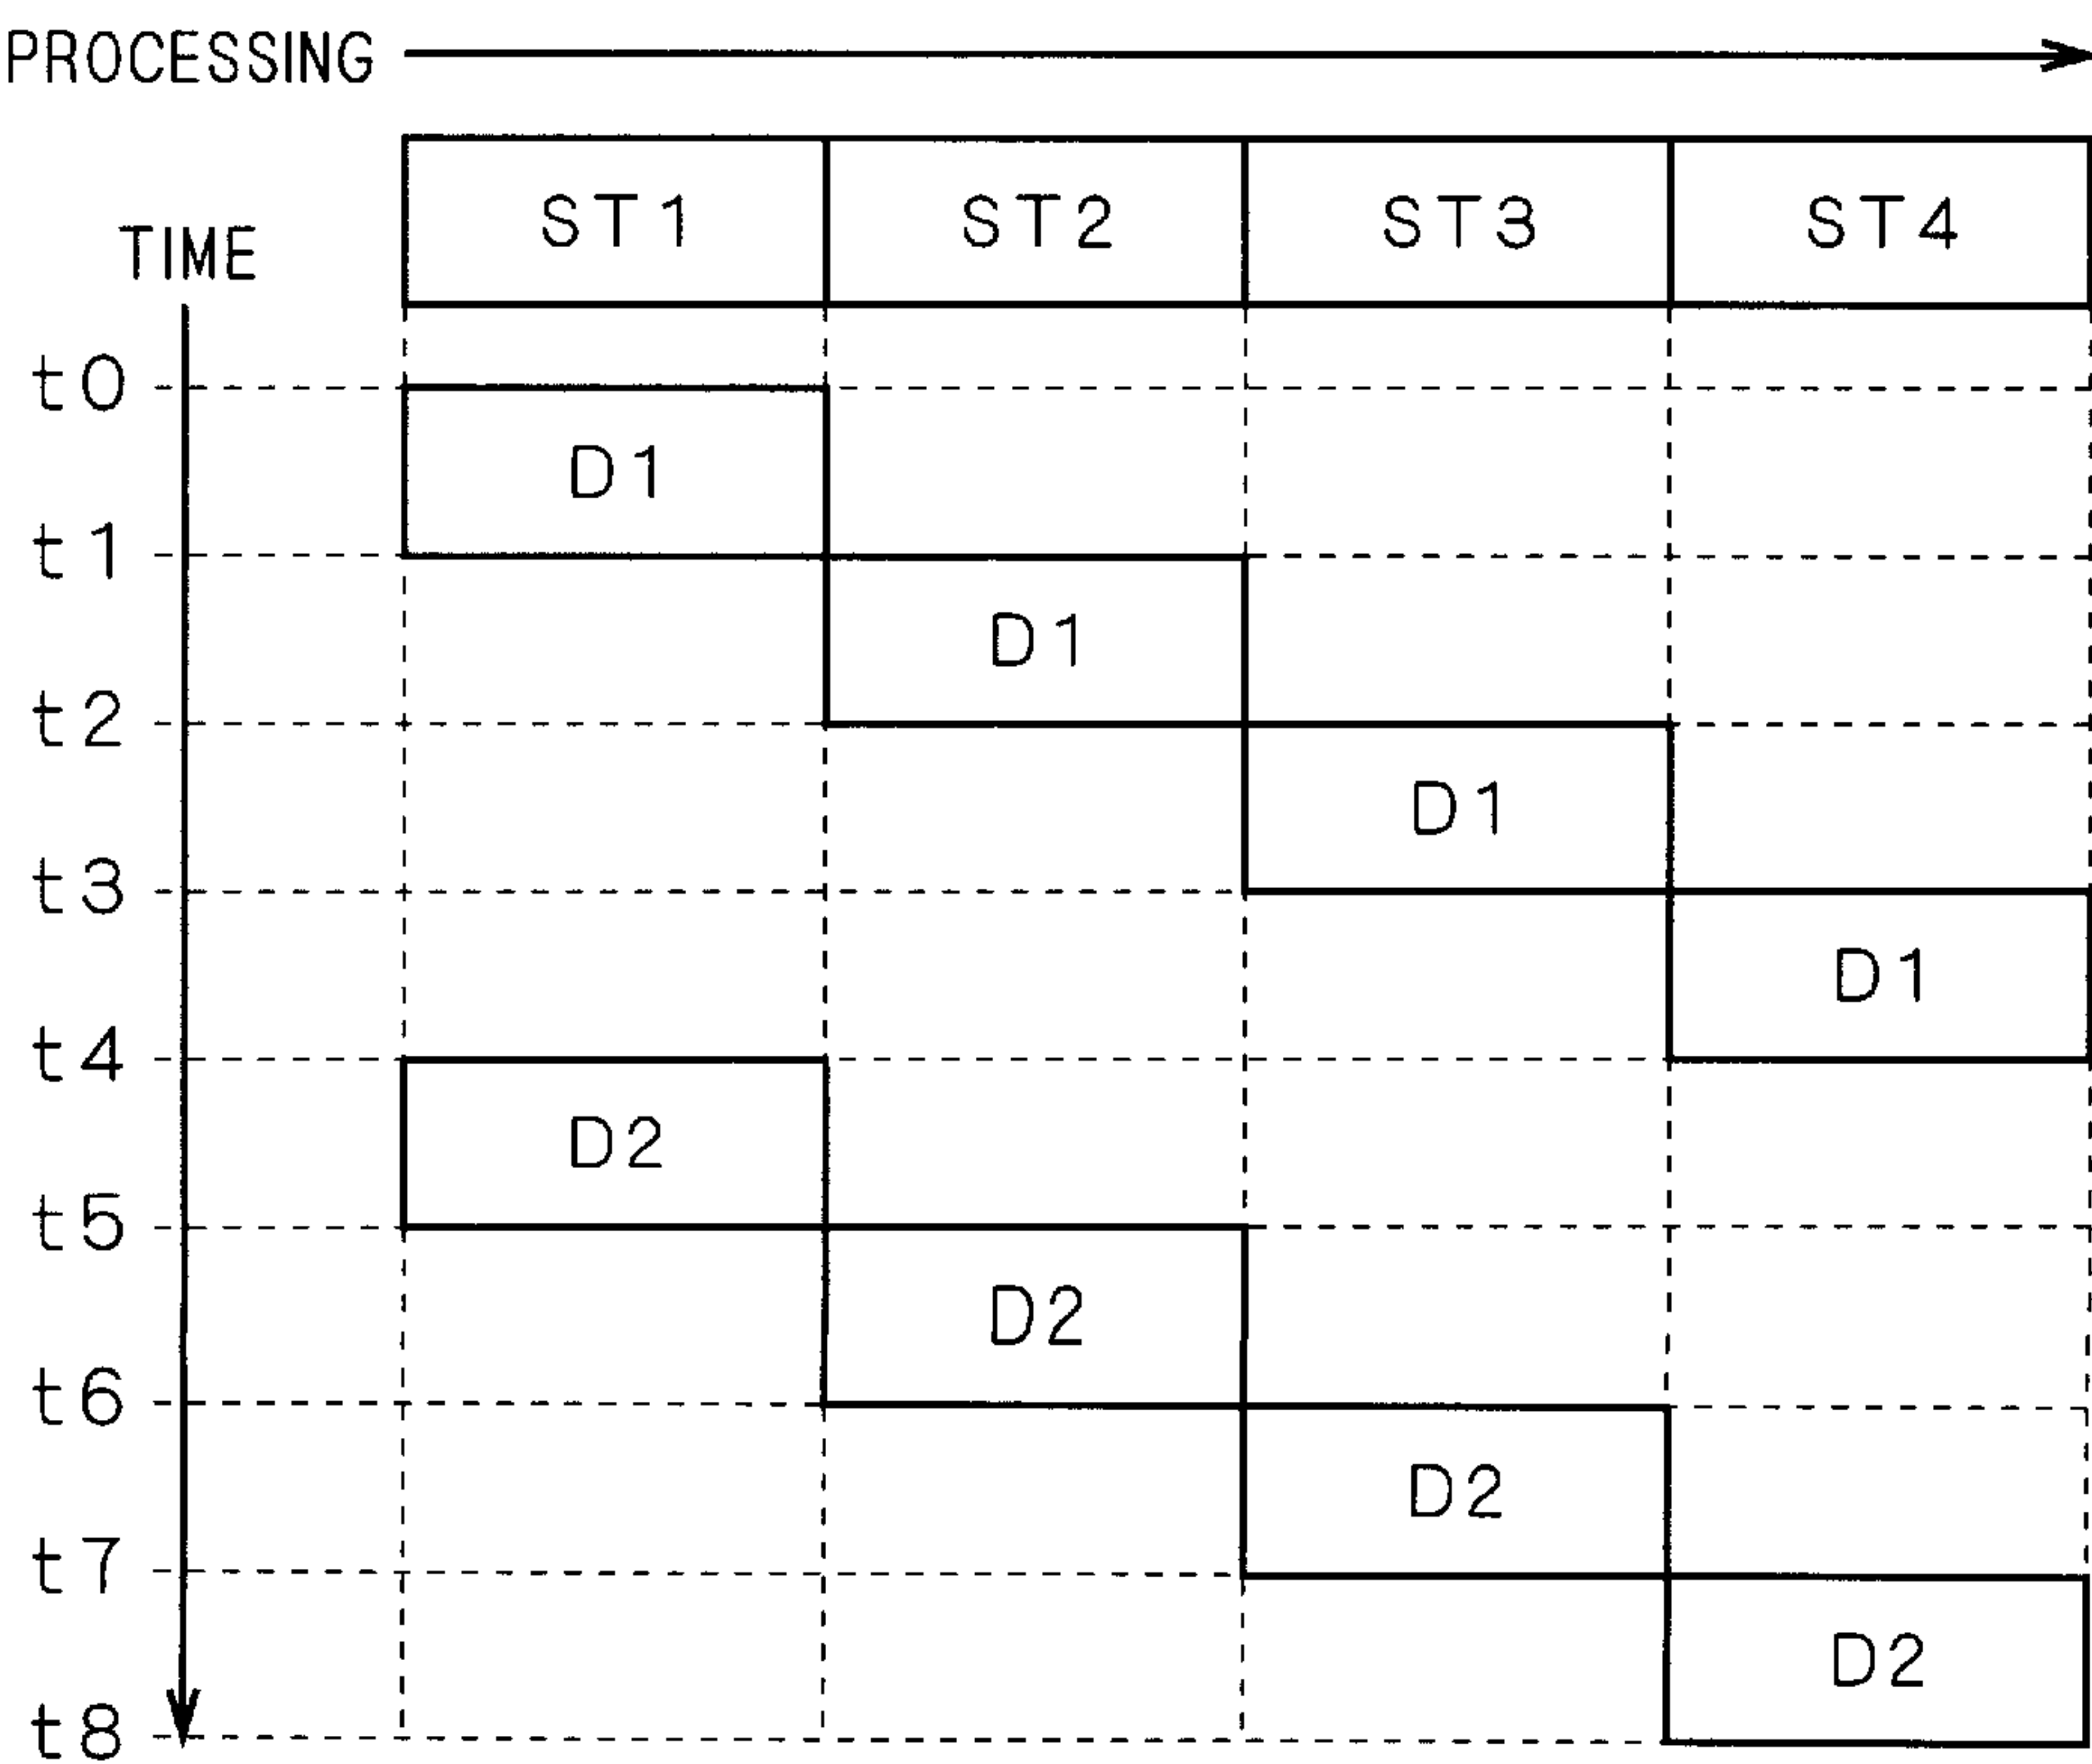 PROCESSING
ST1 ST2 ST3 ST4
TIME
t0
D1
t1
D1
t2
D1
t3
D1
t4
D2
t5
D2
t6
D2
t7
D2
t8